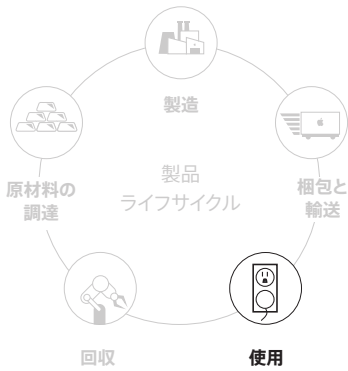 製造
原材料の
調達
製品
ライフサイクル
梱包と
輸送
回収
使用